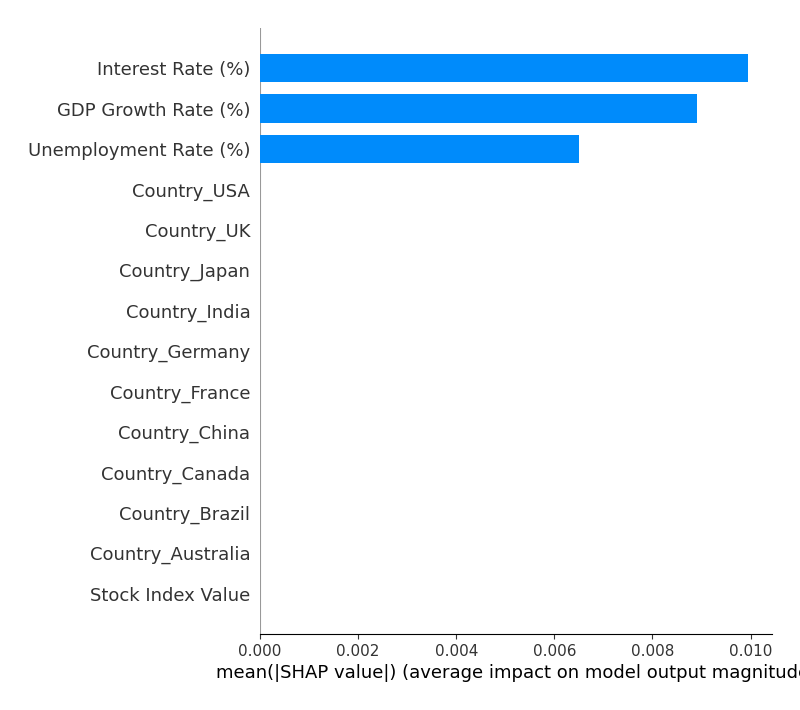 Interest Rate (%)
GDP Growth Rate (%)
Unemployment Rate (%)
Country_USA
Country_UK
Country_Japan
Country_India
Country_Germany
Country_France
Country_China
Country_Canada
Country_Brazil
Country_Australia
Stock Index Value
0.000 0.002 0.004 0.006 0.008 0.010
mean(|SHAP value|) (average impact on model output magnitude